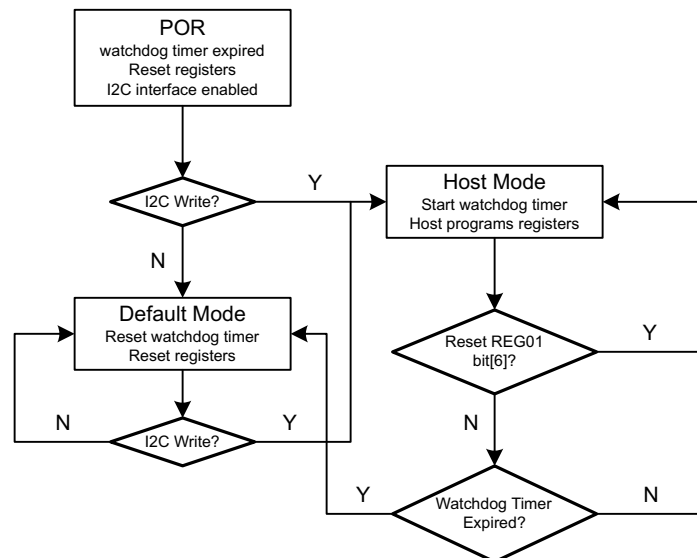 POR
watchdog timer expired
Reset registers
I2C interface enabled
I2C Write?
Y
N
Host Mode
Start watchdog timer
Host programs registers
Default Mode
Reset watchdog timer
Reset registers
Reset REG01
bit[6]?
Y
N
I2C Write?
N
Y
Watchdog Timer
Expired?
Y
N